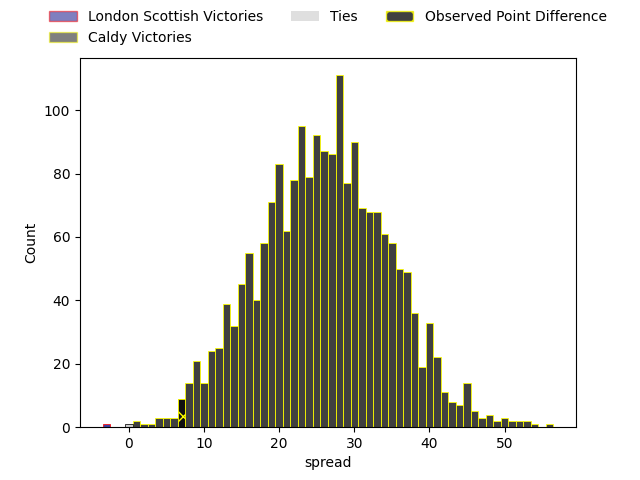 London Scottish Victories
Ties
Observed Point Difference
Caldy Victories
Count
100
80
60
40
20
0
0 10 20 30 40 50
spread